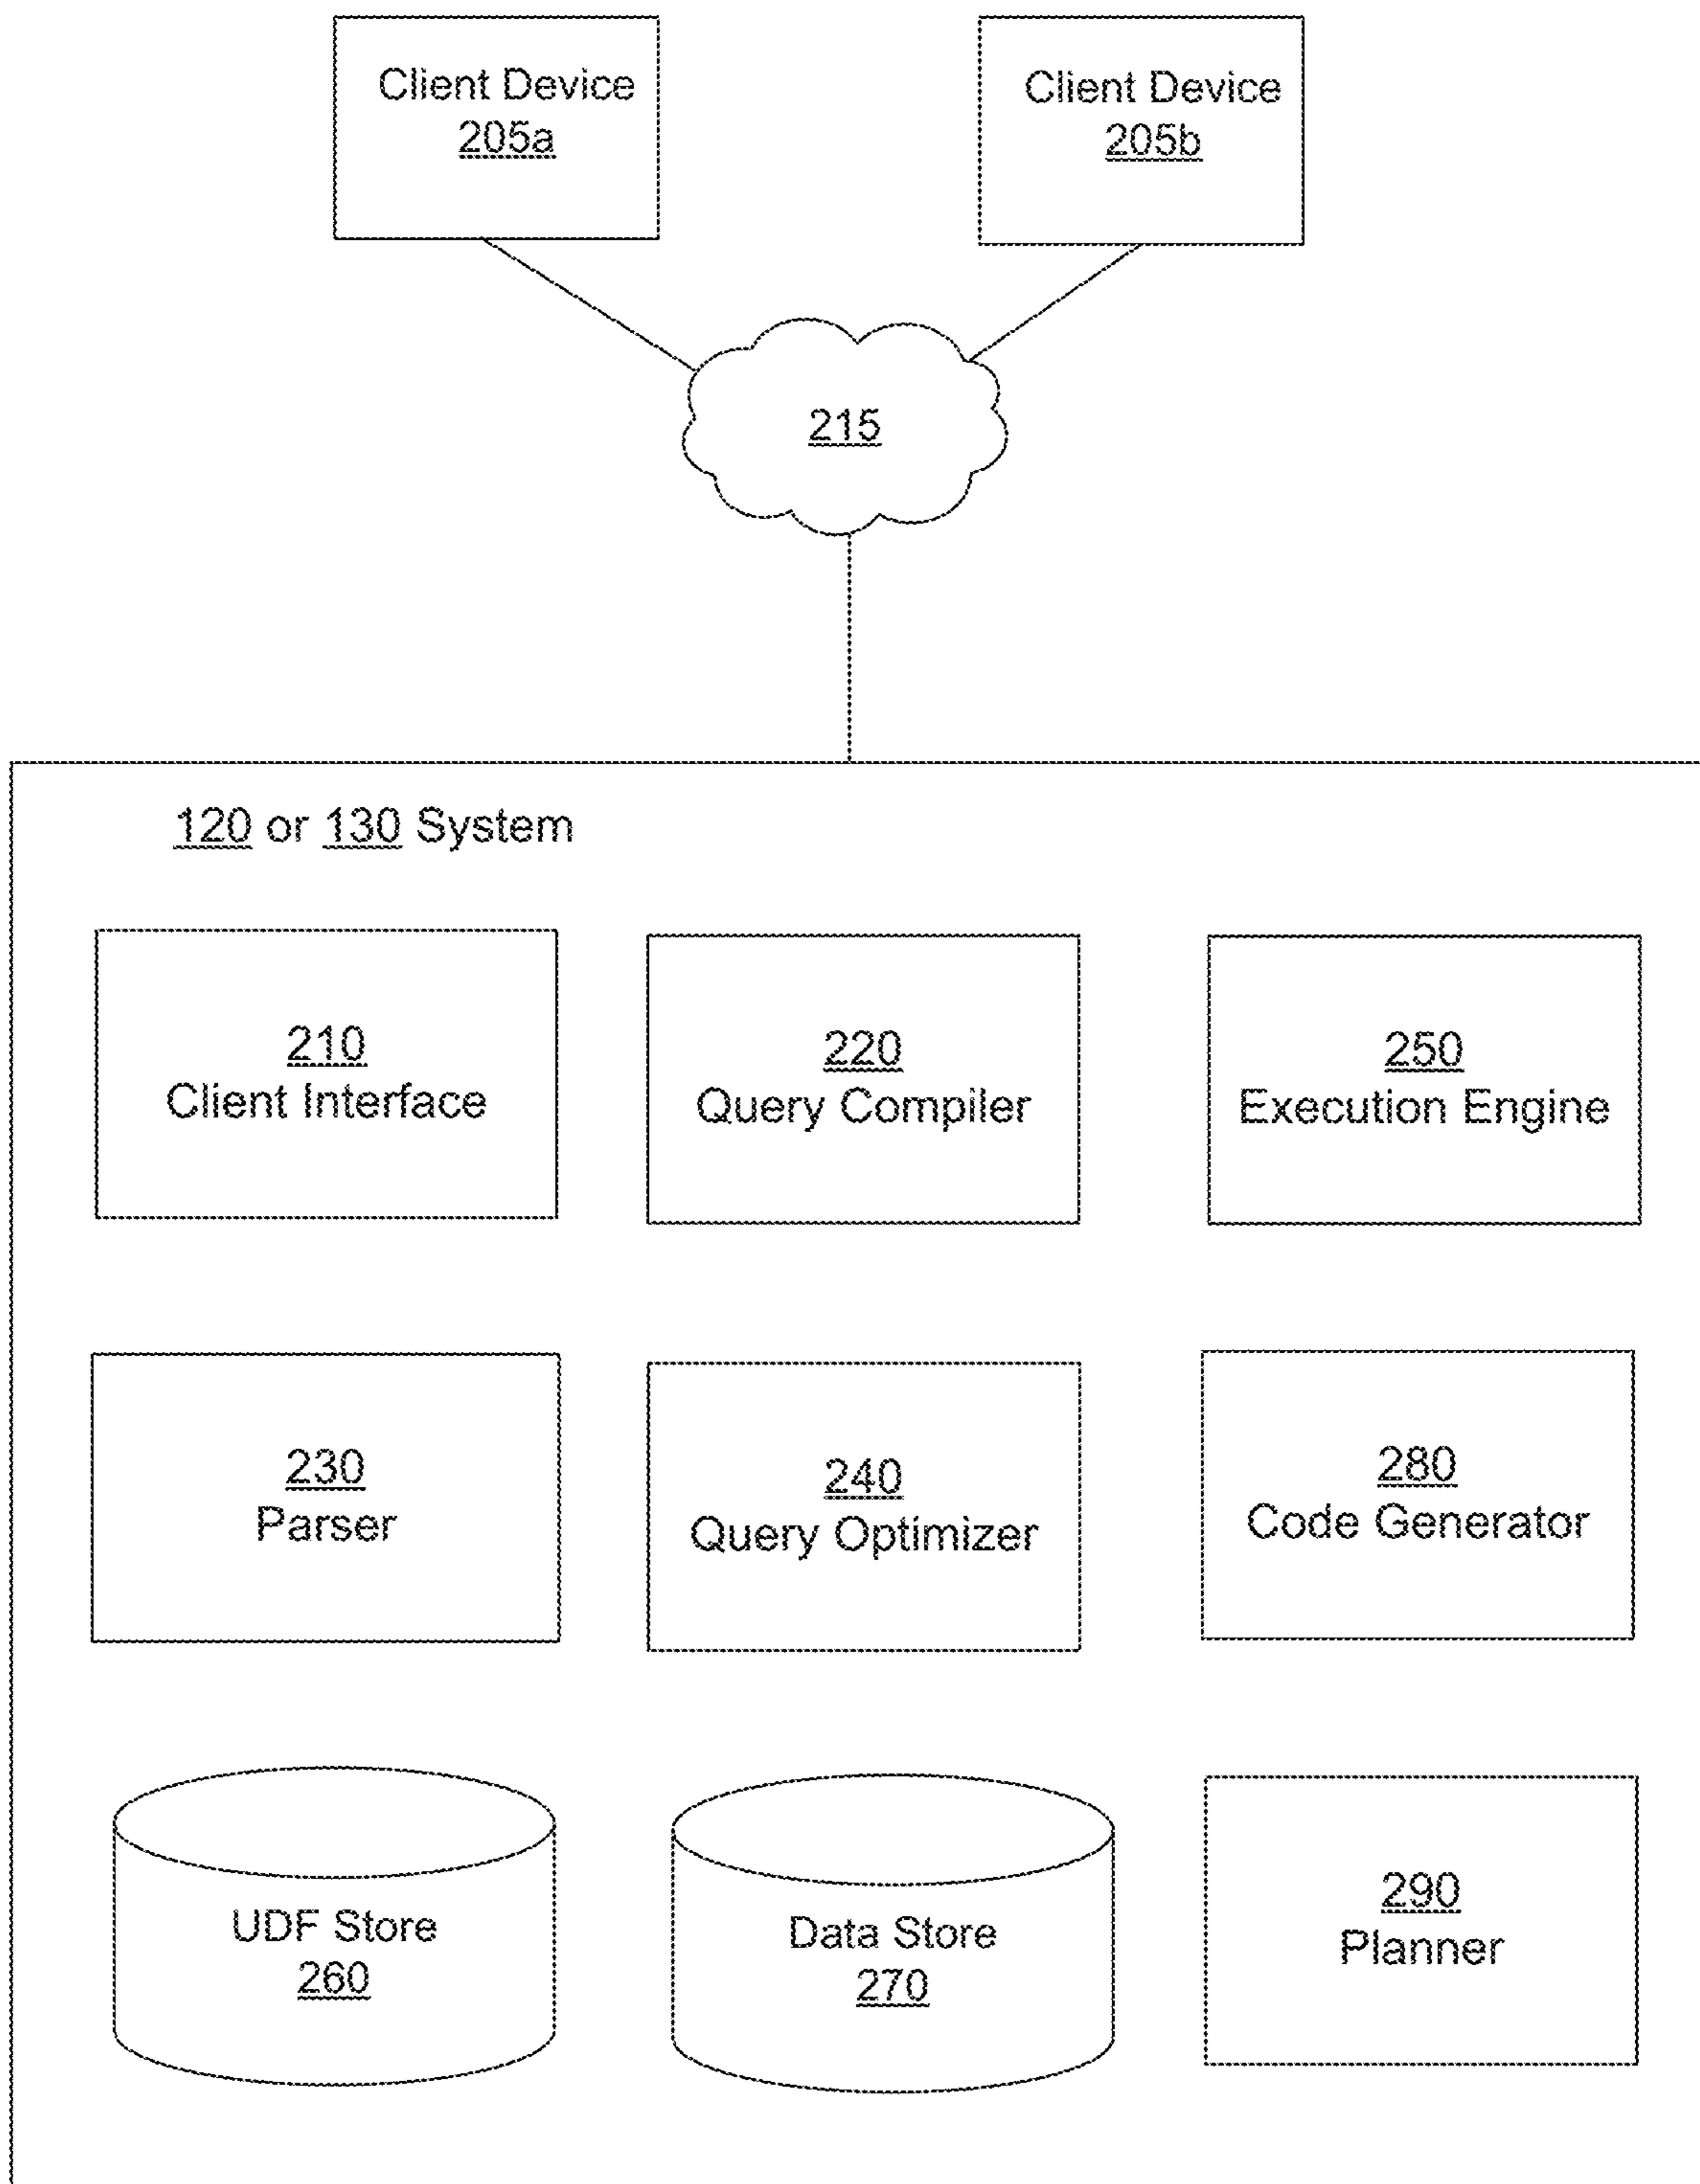 Client Device
205a
Client Device
205b
215
120 or 130 System
210
Client Interface
220
Query Compiler
250
Execution Engine
230
Parser
240
Query Optimizer
280
Code Generator
UDF Store
260
Data Store
270
290
Planner